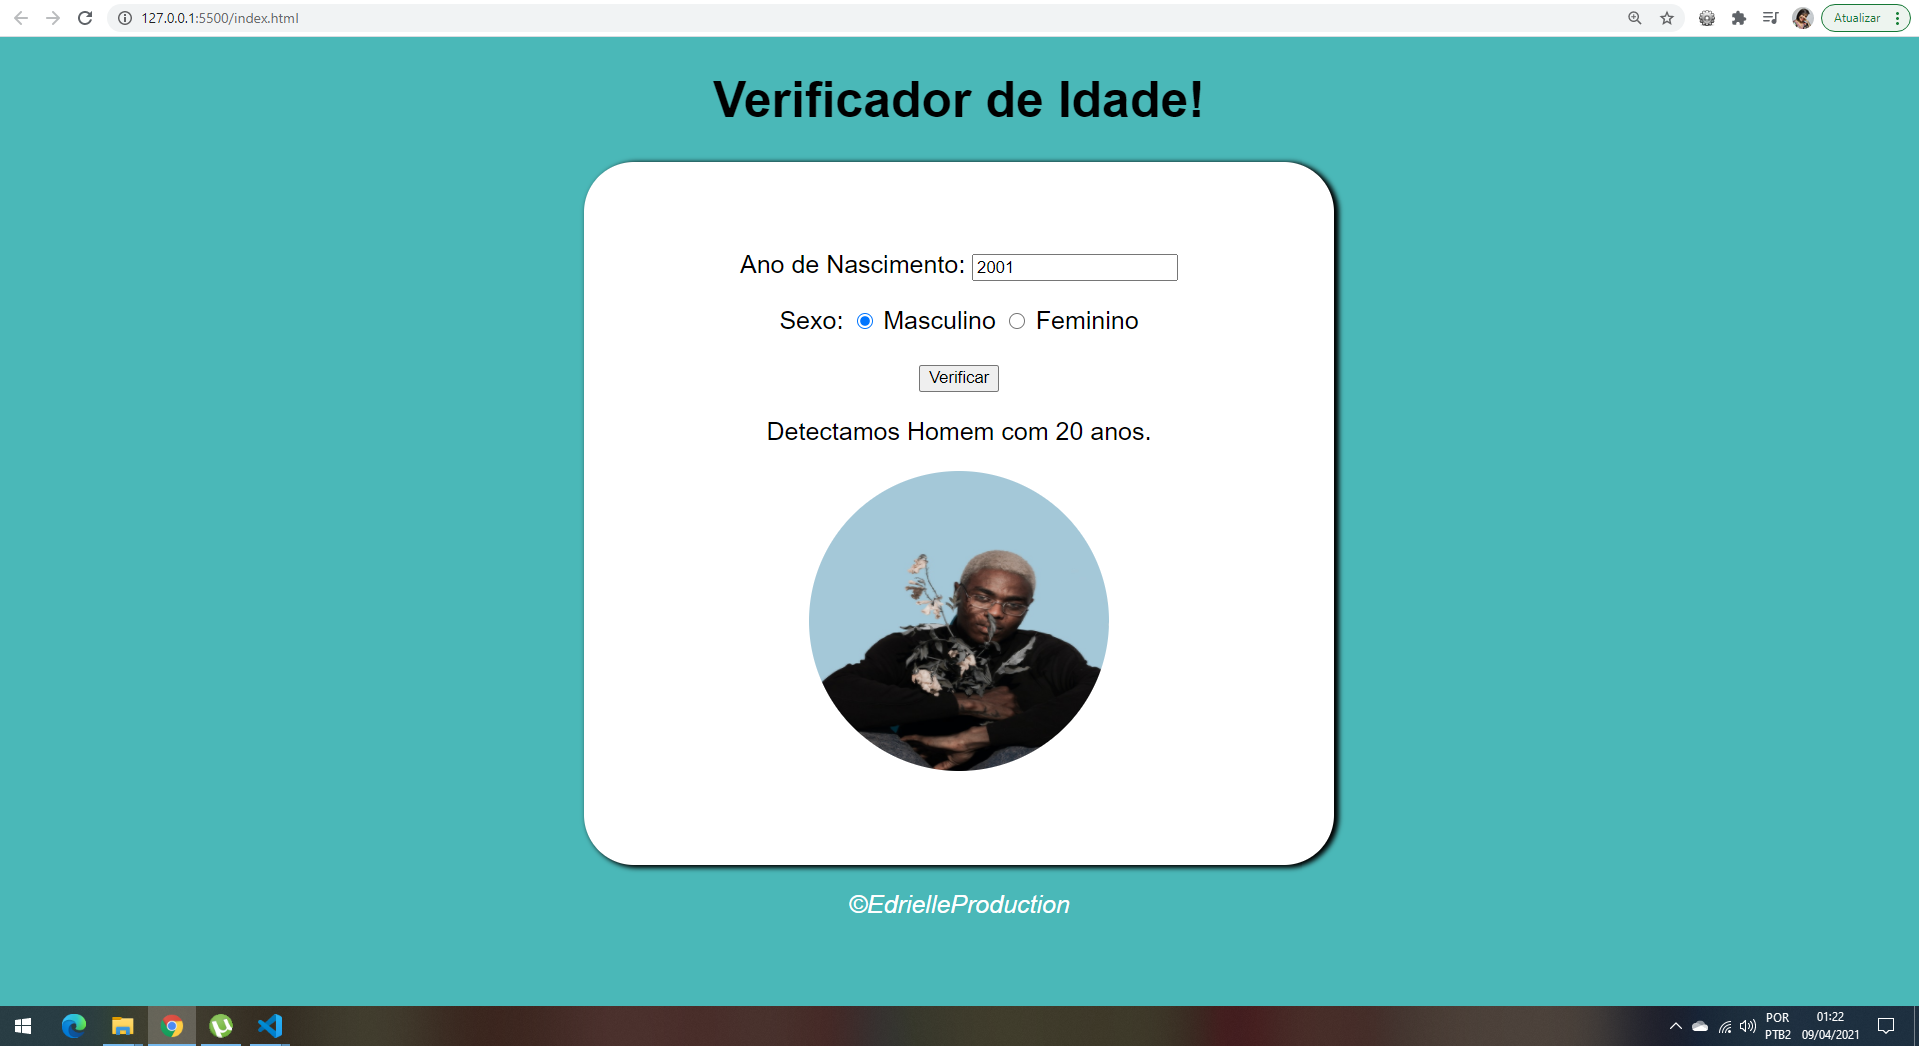 127.0.0.1:5500/index.html
Atualizar
Verificador de Idade!
Ano de Nascimento: 2001
Sexo: Masculino Feminino
Verificar
Detectamos Homem com 20 anos.
©EdrielleProduction
POR 01:22
PTB2 09/04/2021